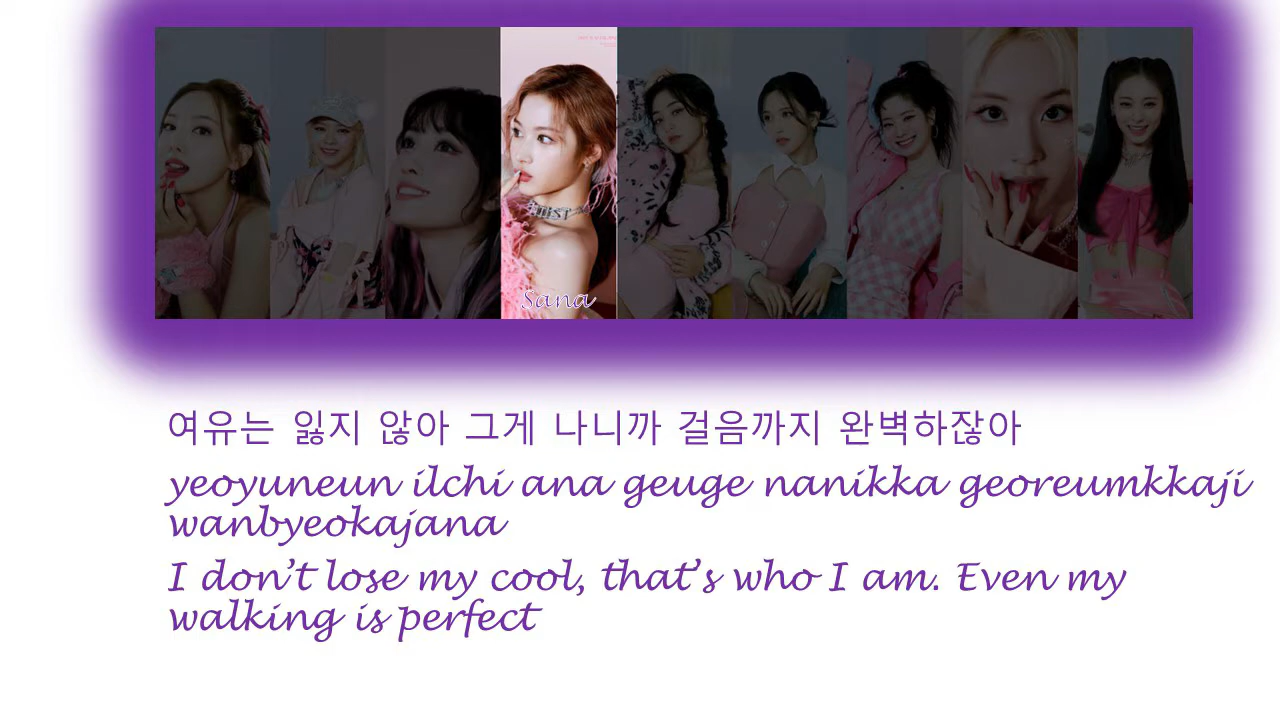 Sana
여유는 잃지 않아 그게 나니까 걸음까지 완벽하잖아
yeoyuneun ilchi ana geuge nanikka georeumkkaji
wanbyeokajana
I don't lose my cool, that's who I am. Even my
walking is perfect